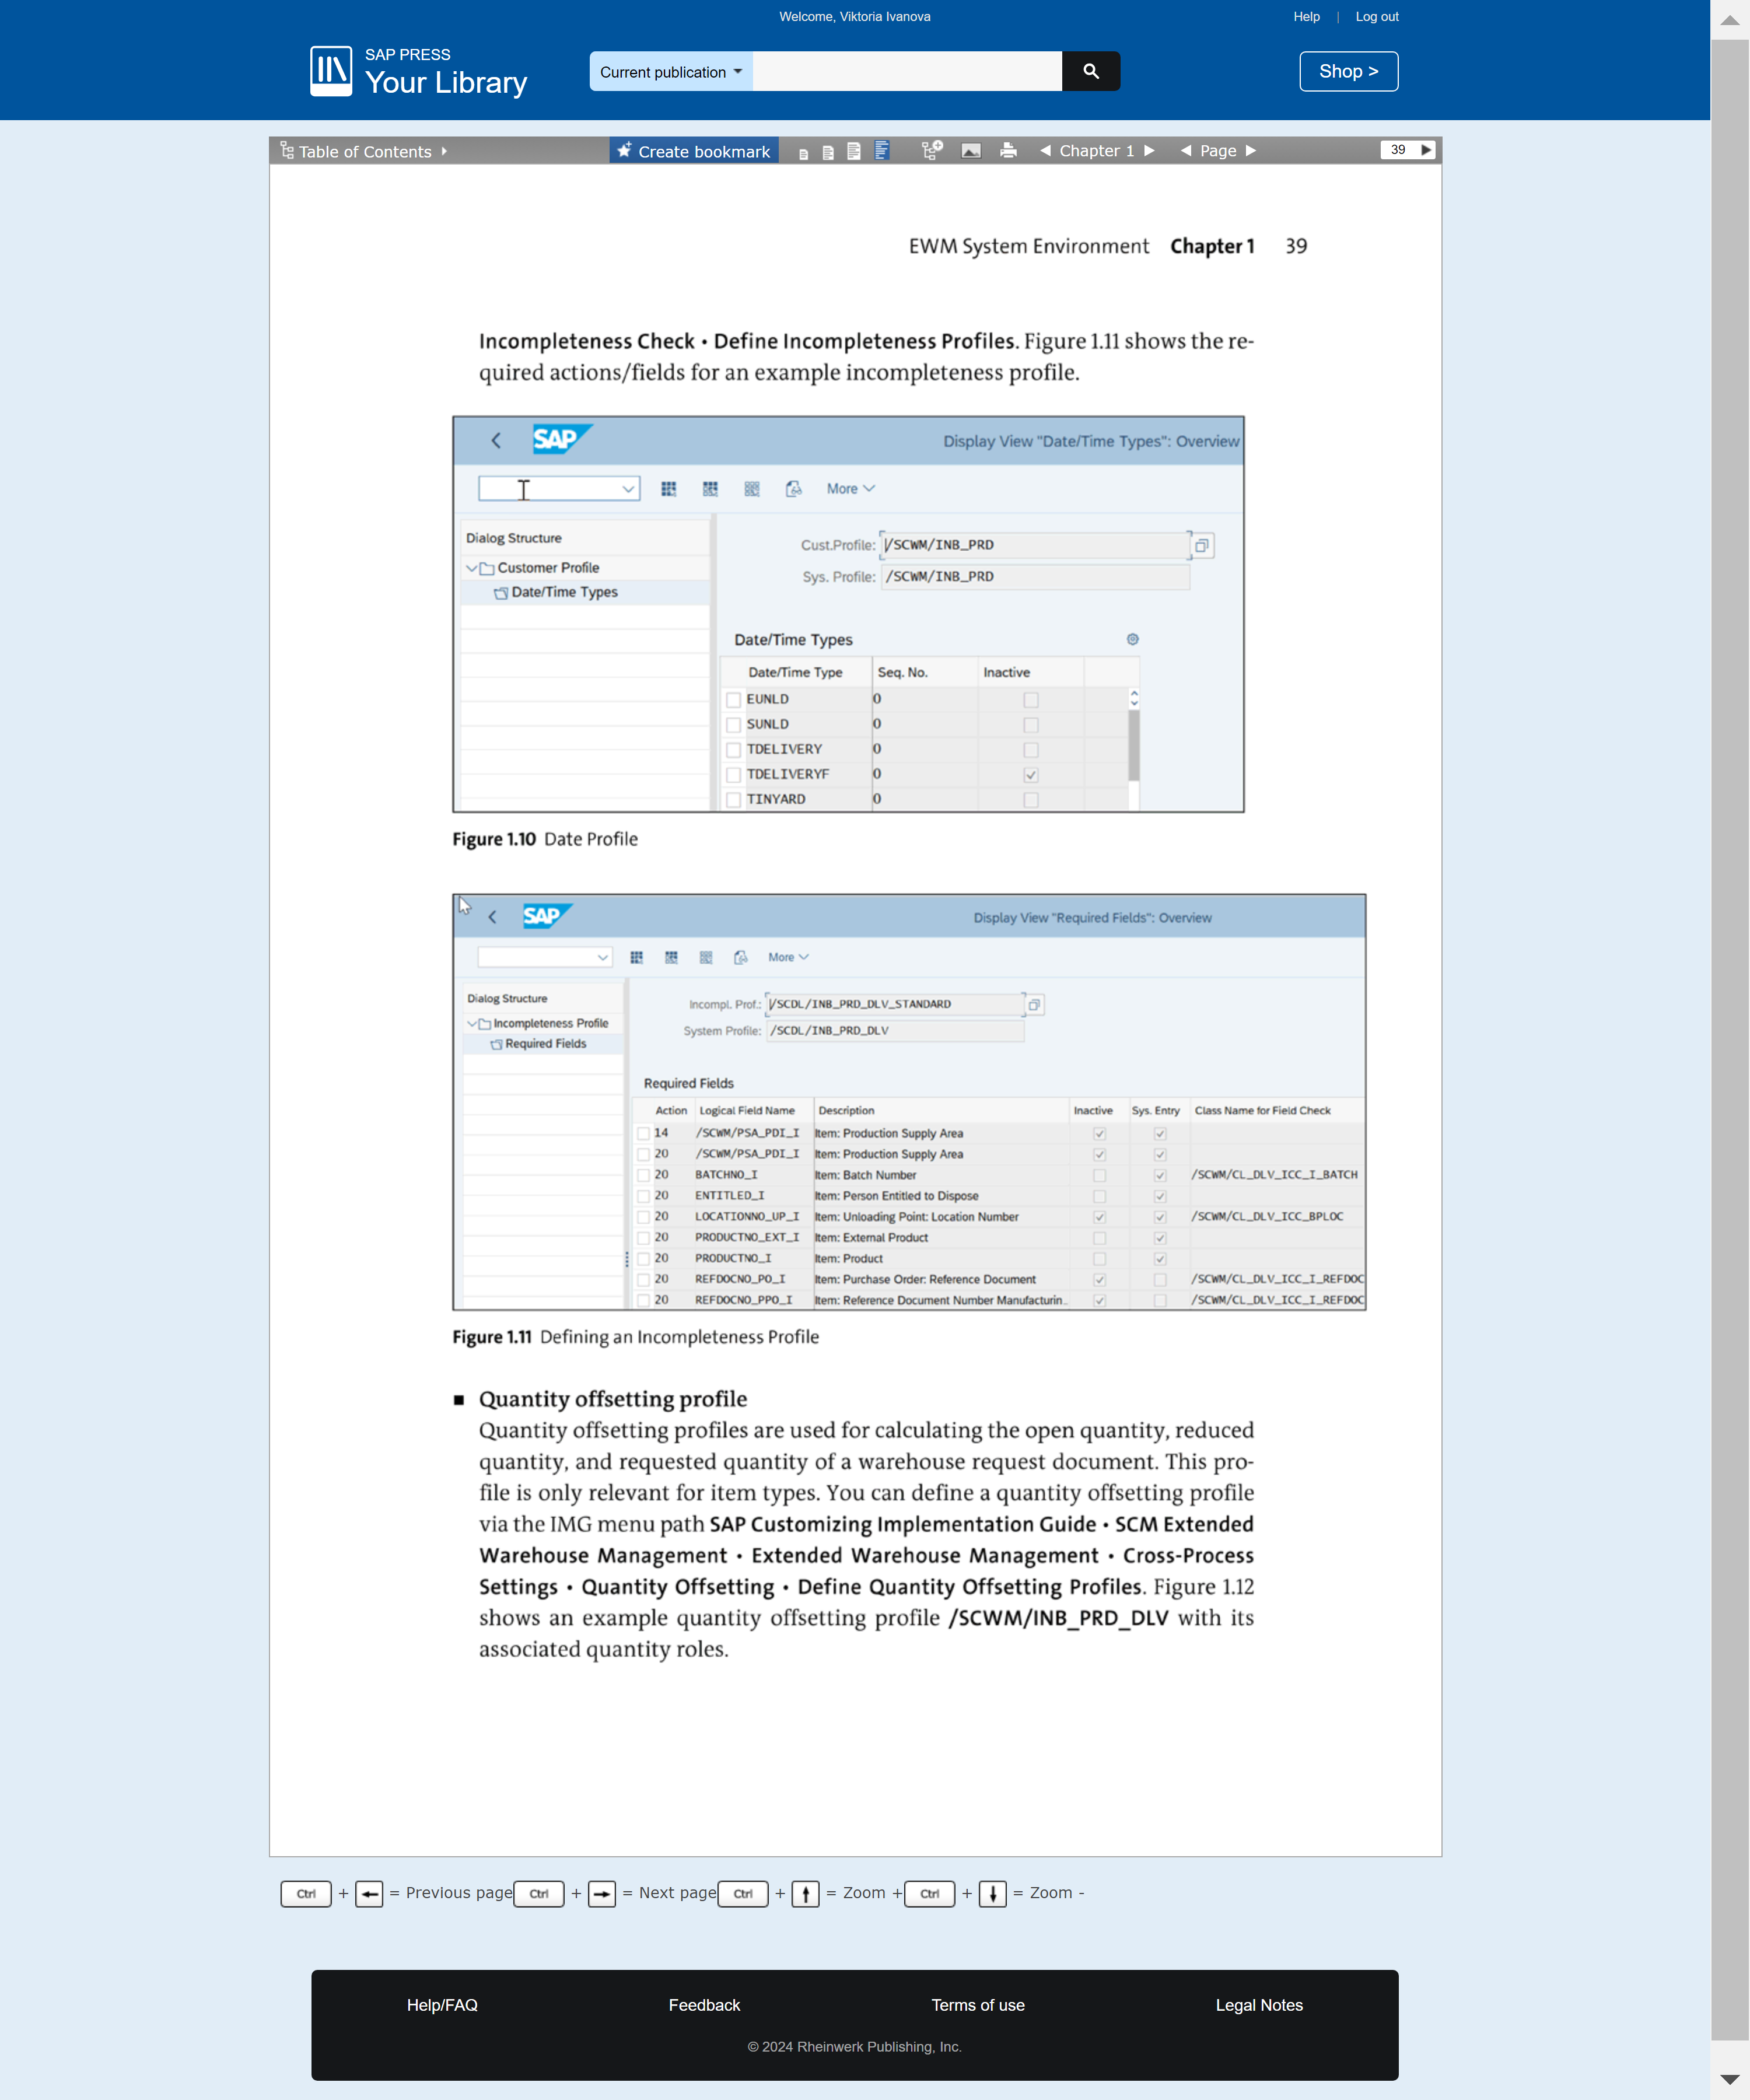 Welcome, Viktoria Ivanova
Help | Log out
SAP PRESS
Your Library
Current publication
Shop >
Table of Contents
Create bookmark
Chapter 1
Page
39
EWM System Environment Chapter 1 39
Incompleteness Check • Define Incompleteness Profiles. Figure 1.11 shows the re-
quired actions/fields for an example incompleteness profile.
SAP
Display View "Date/Time Types": Overview
More
Dialog Structure
Customer Profile
Date/Time Types
Cust.Profile: /SCWM/INB_PRD
Sys. Profile: /SCWM/INB_PRD
Date/Time Types
Date/Time Type Seq. No. Inactive
EUNLD 0
SUNLD 0
TDELIVERY 0
TDELIVERYF 0
TINYARD 0
Figure 1.10 Date Profile
SAP
Display View "Required Fields": Overview
More
Dialog Structure
Incompleteness Profile
Required Fields
Incompl. Prof.: /SCDL/INB_PRD_DLV_STANDARD
System Profile: /SCDL/INB_PRD_DLV
Required Fields
Action Logical Field Name Description Inactive Sys. Entry Class Name for Field Check
14 /SCWM/PSA_PDI_I Item: Production Supply Area
20 /SCWM/PSA_PDI_I Item: Production Supply Area
20 BATCHNO_I Item: Batch Number /SCWM/CL_DLV_ICC_I_BATCH
20 ENTITLED_I Item: Person Entitled to Dispose
20 LOCATIONNO_UP_I Item: Unloading Point: Location Number /SCWM/CL_DLV_ICC_BPLOC
20 PRODUCTNO_EXT_I Item: External Product
20 PRODUCTNO_I Item: Product
20 REFDOCNO_PO_I Item: Purchase Order: Reference Document /SCWM/CL_DLV_ICC_I_REFDOC
20 REFDOCNO_PPO_I Item: Reference Document Number Manufacturin... /SCWM/CL_DLV_ICC_I_REFDOC
Figure 1.11 Defining an Incompleteness Profile
■ Quantity offsetting profile
Quantity offsetting profiles are used for calculating the open quantity, reduced
quantity, and requested quantity of a warehouse request document. This pro-
file is only relevant for item types. You can define a quantity offsetting profile
via the IMG menu path SAP Customizing Implementation Guide • SCM Extended
Warehouse Management • Extended Warehouse Management • Cross-Process
Settings • Quantity Offsetting • Define Quantity Offsetting Profiles. Figure 1.12
shows an example quantity offsetting profile /SCWM/INB_PRD_DLV with its
associated quantity roles.
Ctrl + ← = Previous page Ctrl + → = Next page Ctrl + ↑ = Zoom + Ctrl + ↓ = Zoom -
Help/FAQ Feedback Terms of use Legal Notes
© 2024 Rheinwerk Publishing, Inc.